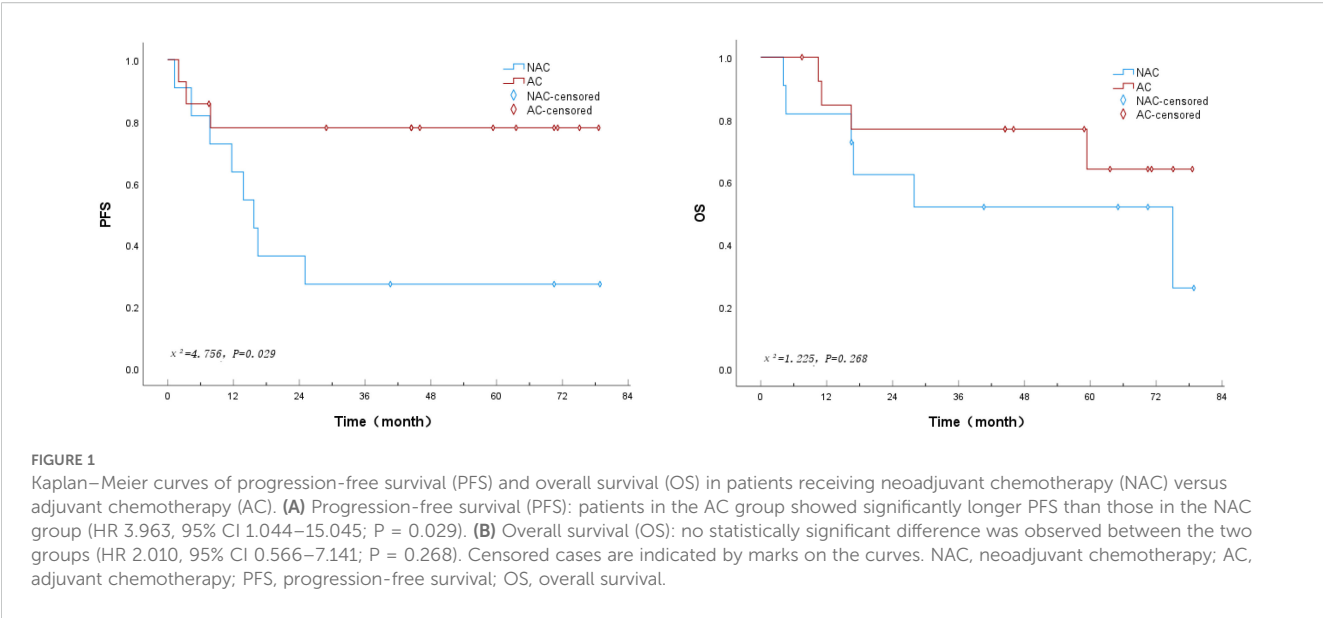 1.0
0.8
0.6
0.4
0.2
0.0
PFS
NAC
AC
NAC-censored
AC-censored
x²=4.756, P=0.029
0 12 24 36 48 60 72 84
Time（month）
1.0
0.8
0.6
0.4
0.2
0.0
OS
NAC
AC
NAC-censored
AC-censored
x²=1.225, P=0.268
0 12 24 36 48 60 72 84
Time（month）
FIGURE 1
Kaplan–Meier curves of progression-free survival (PFS) and overall survival (OS) in patients receiving neoadjuvant chemotherapy (NAC) versus
adjuvant chemotherapy (AC). (A) Progression-free survival (PFS): patients in the AC group showed significantly longer PFS than those in the NAC
group (HR 3.963, 95% CI 1.044–15.045; P = 0.029). (B) Overall survival (OS): no statistically significant difference was observed between the two
groups (HR 2.010, 95% CI 0.566–7.141; P = 0.268). Censored cases are indicated by marks on the curves. NAC, neoadjuvant chemotherapy; AC,
adjuvant chemotherapy; PFS, progression-free survival; OS, overall survival.